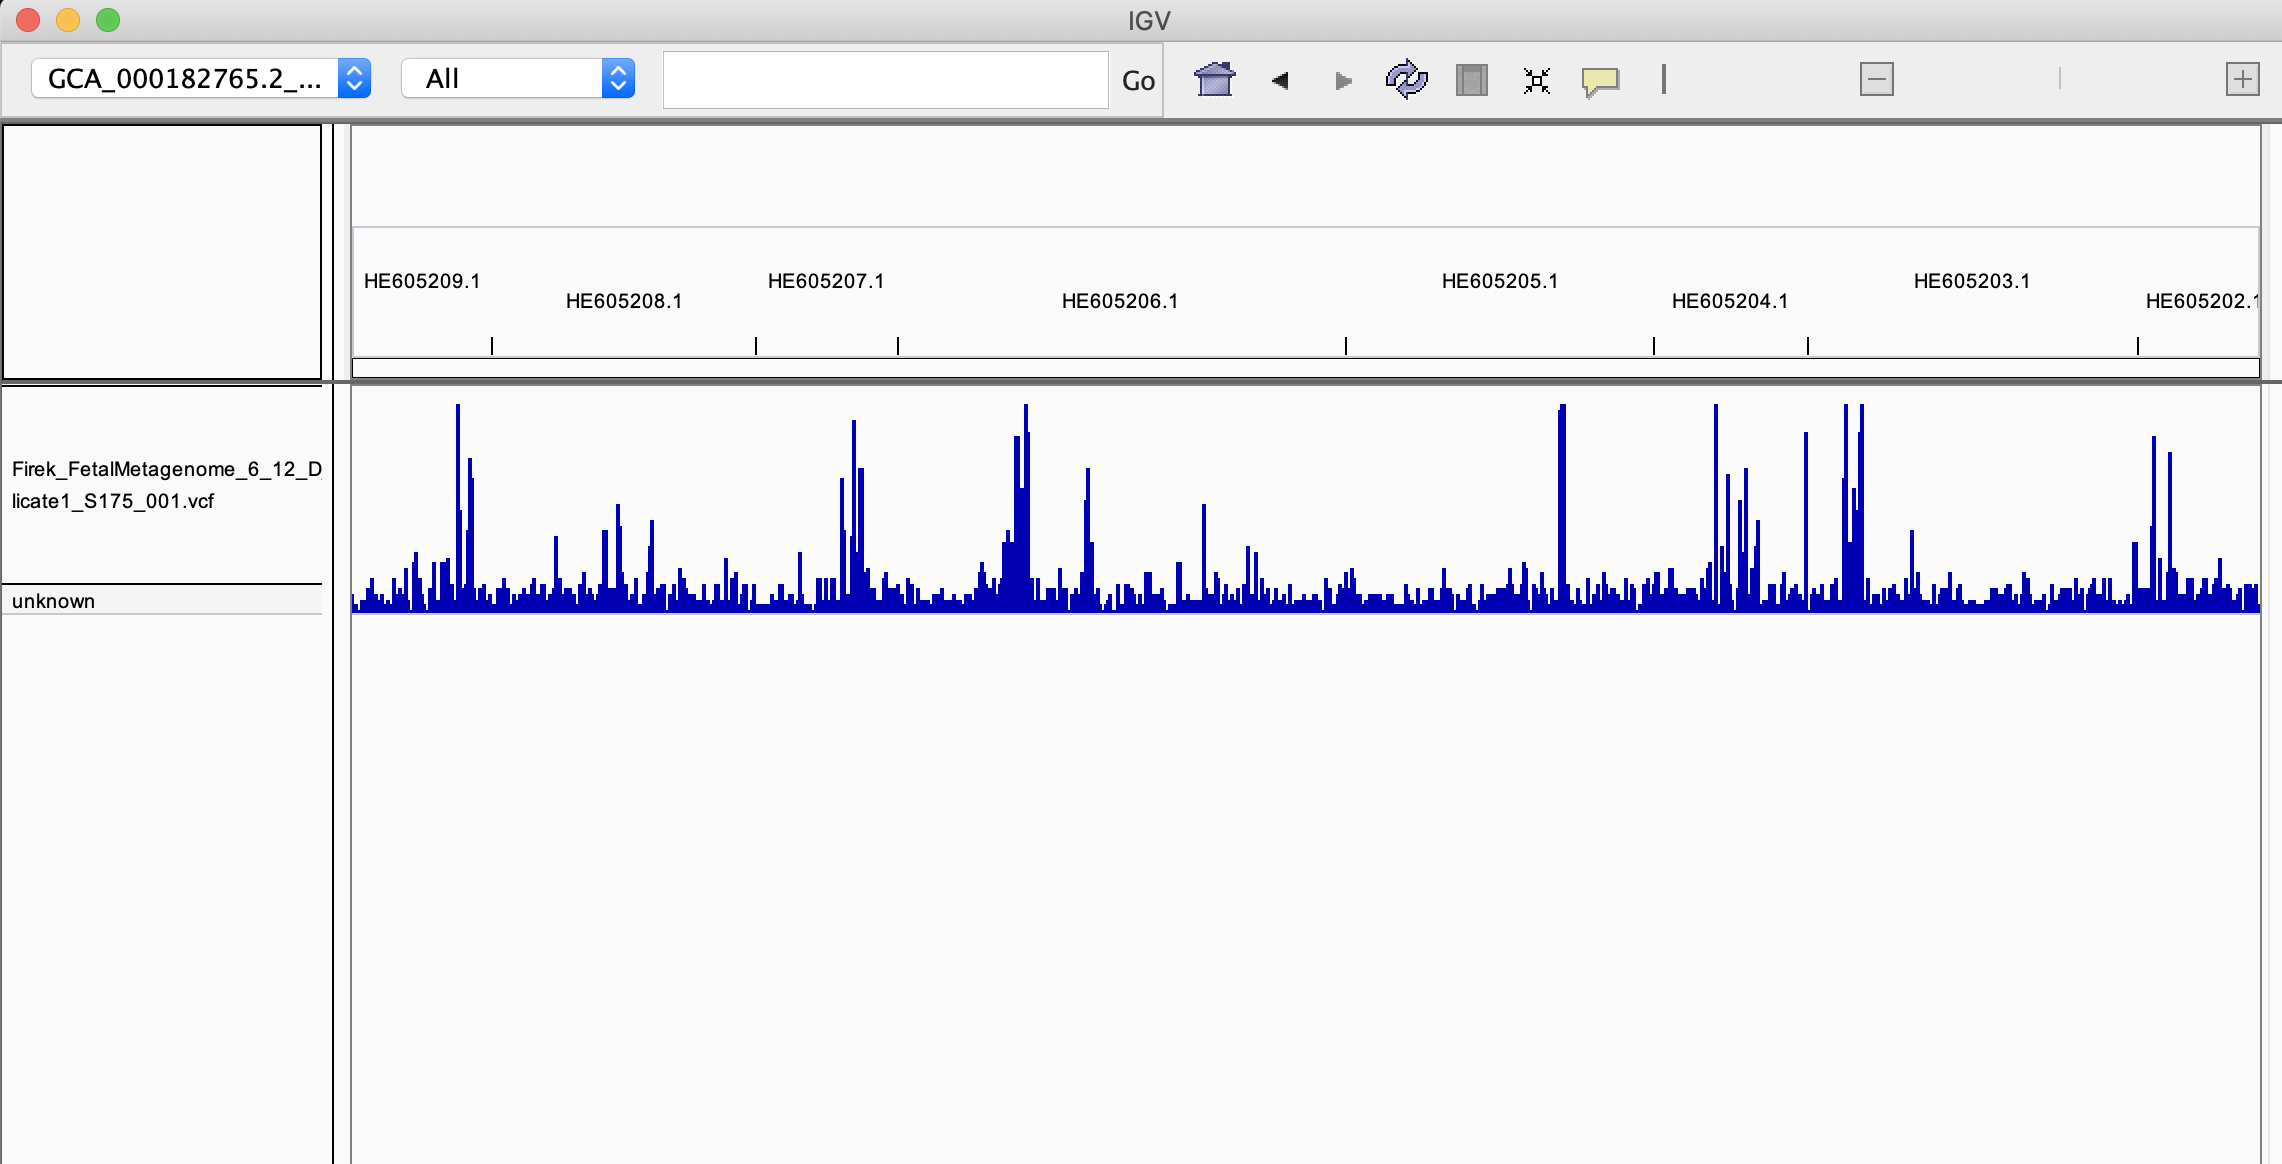 IGV
GCA_000182765.2_...
All
Go
HE605209.1
HE605208.1
HE605207.1
HE605206.1
HE605205.1
HE605204.1
HE605203.1
HE605202.1
Firek_FetalMetagenome_6_12_D
licate1_S175_001.vcf
unknown